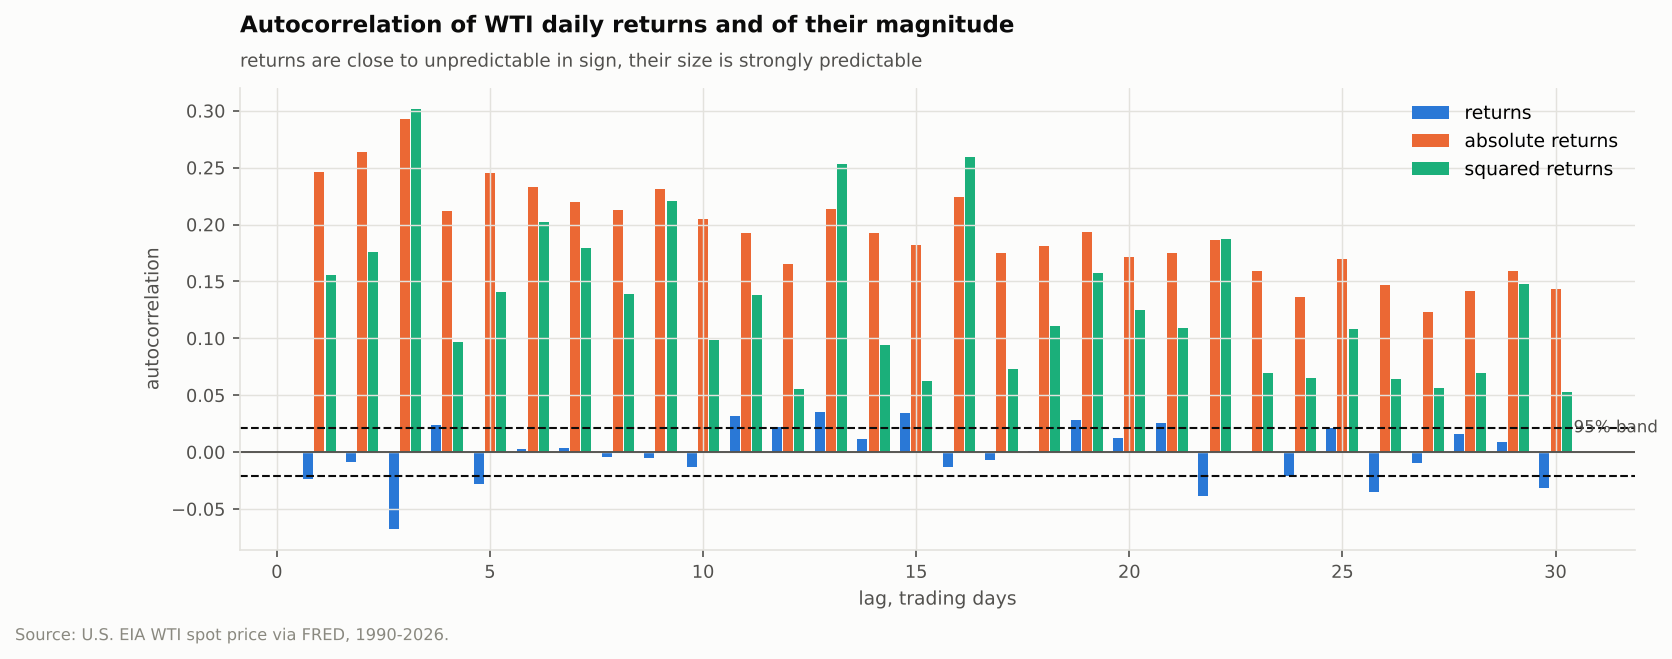 Autocorrelation of WTI daily returns and of their magnitude
returns are close to unpredictable in sign, their size is strongly predictable
returns
absolute returns
squared returns
0.30
0.25
0.20
0.15
0.10
0.05
0.00
−0.05
autocorrelation
95% band
0 5 10 15 20 25 30
lag, trading days
Source: U.S. EIA WTI spot price via FRED, 1990-2026.